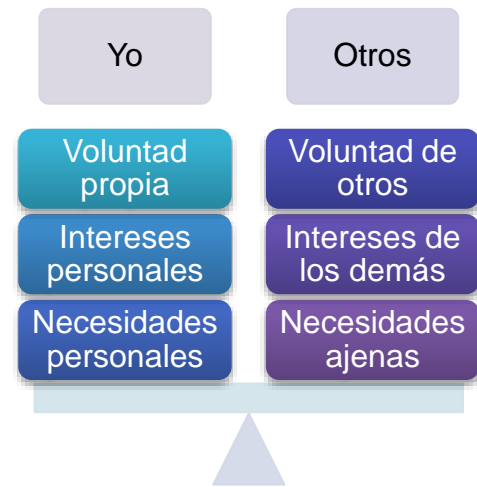 Yo
Otros
Voluntad
propia
Voluntad de
otros
Intereses
personales
Intereses de
los demás
Necesidades
personales
Necesidades
ajenas